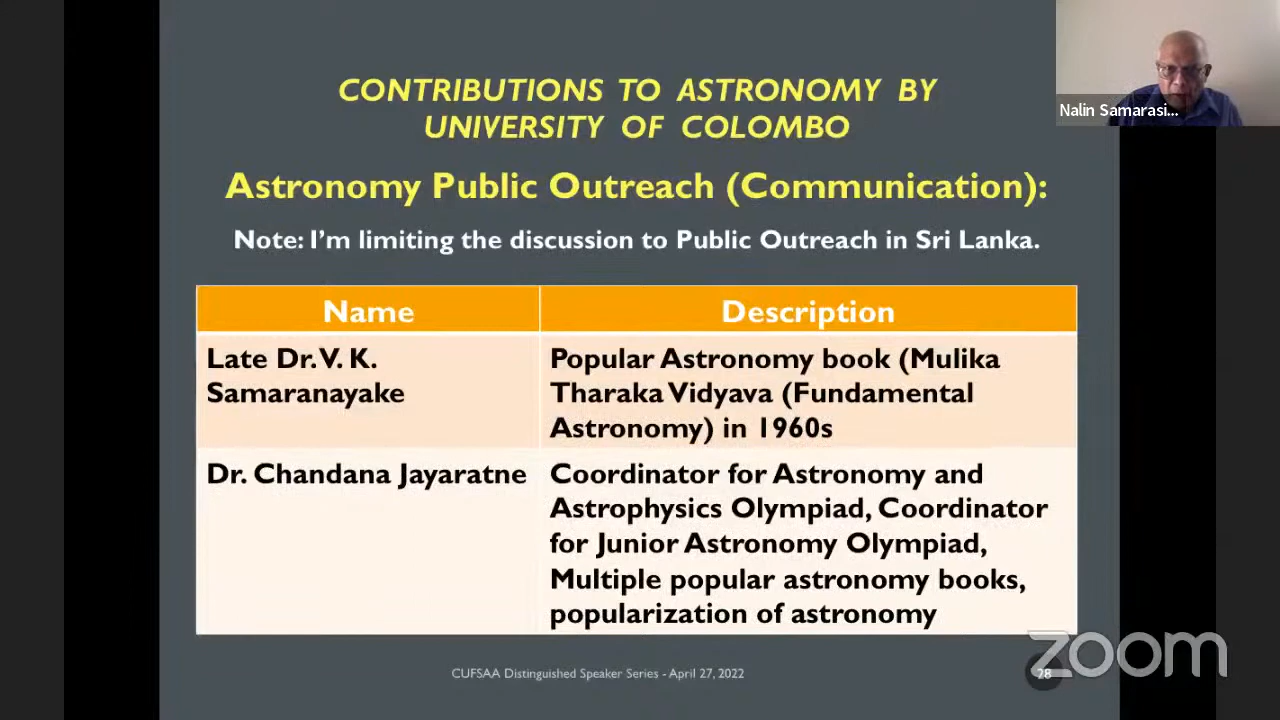 CONTRIBUTIONS TO ASTRONOMY BY
UNIVERSITY OF COLOMBO
Nalin Samarasi...
Astronomy Public Outreach (Communication):
Note: I'm limiting the discussion to Public Outreach in Sri Lanka.
Name
Description
Late Dr. V. K.
Samaranayake
Popular Astronomy book (Mulika
Tharaka Vidyava (Fundamental
Astronomy) in 1960s
Dr. Chandana Jayaratne
Coordinator for Astronomy and
Astrophysics Olympiad, Coordinator
for Junior Astronomy Olympiad,
Multiple popular astronomy books,
popularization of astronomy
CUFSAA Distinguished Speaker Series - April 27, 2022
28
zoom